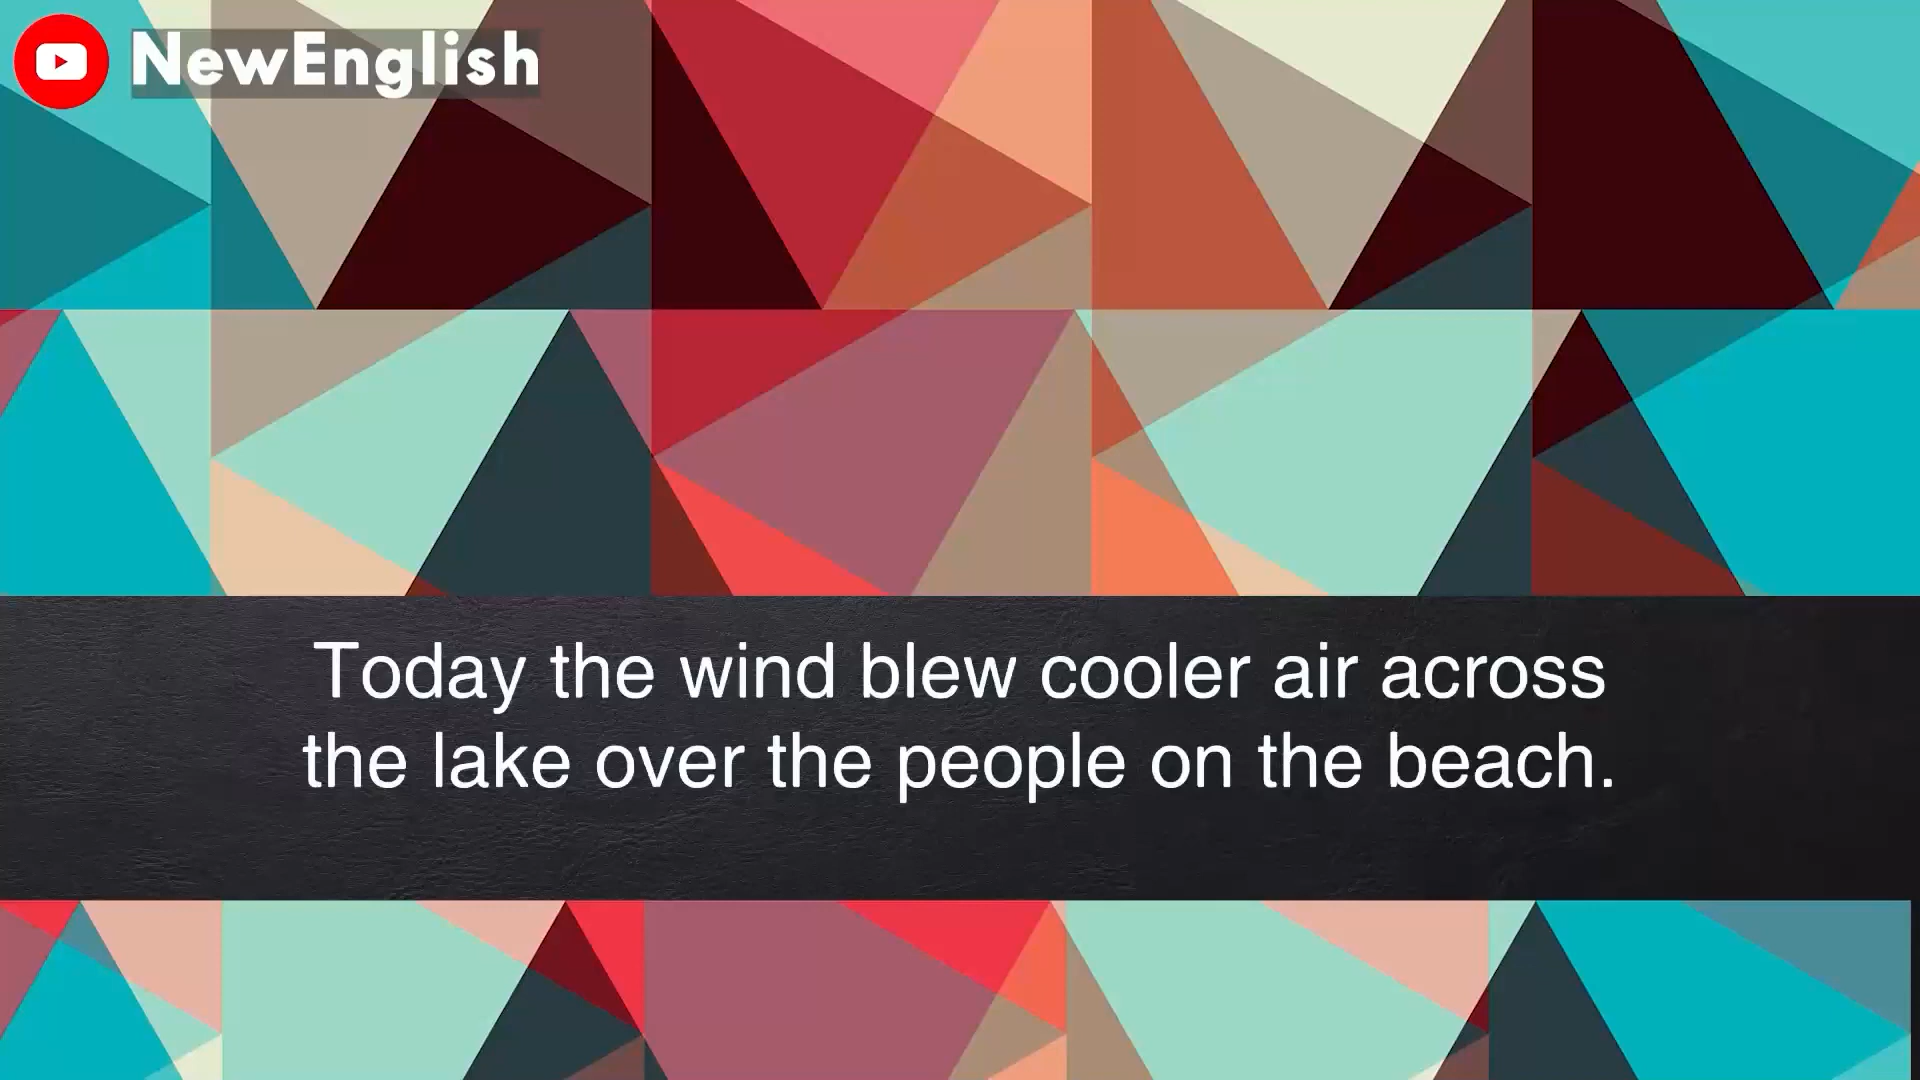 NewEnglish
Today the wind blew cooler air across
the lake over the people on the beach.